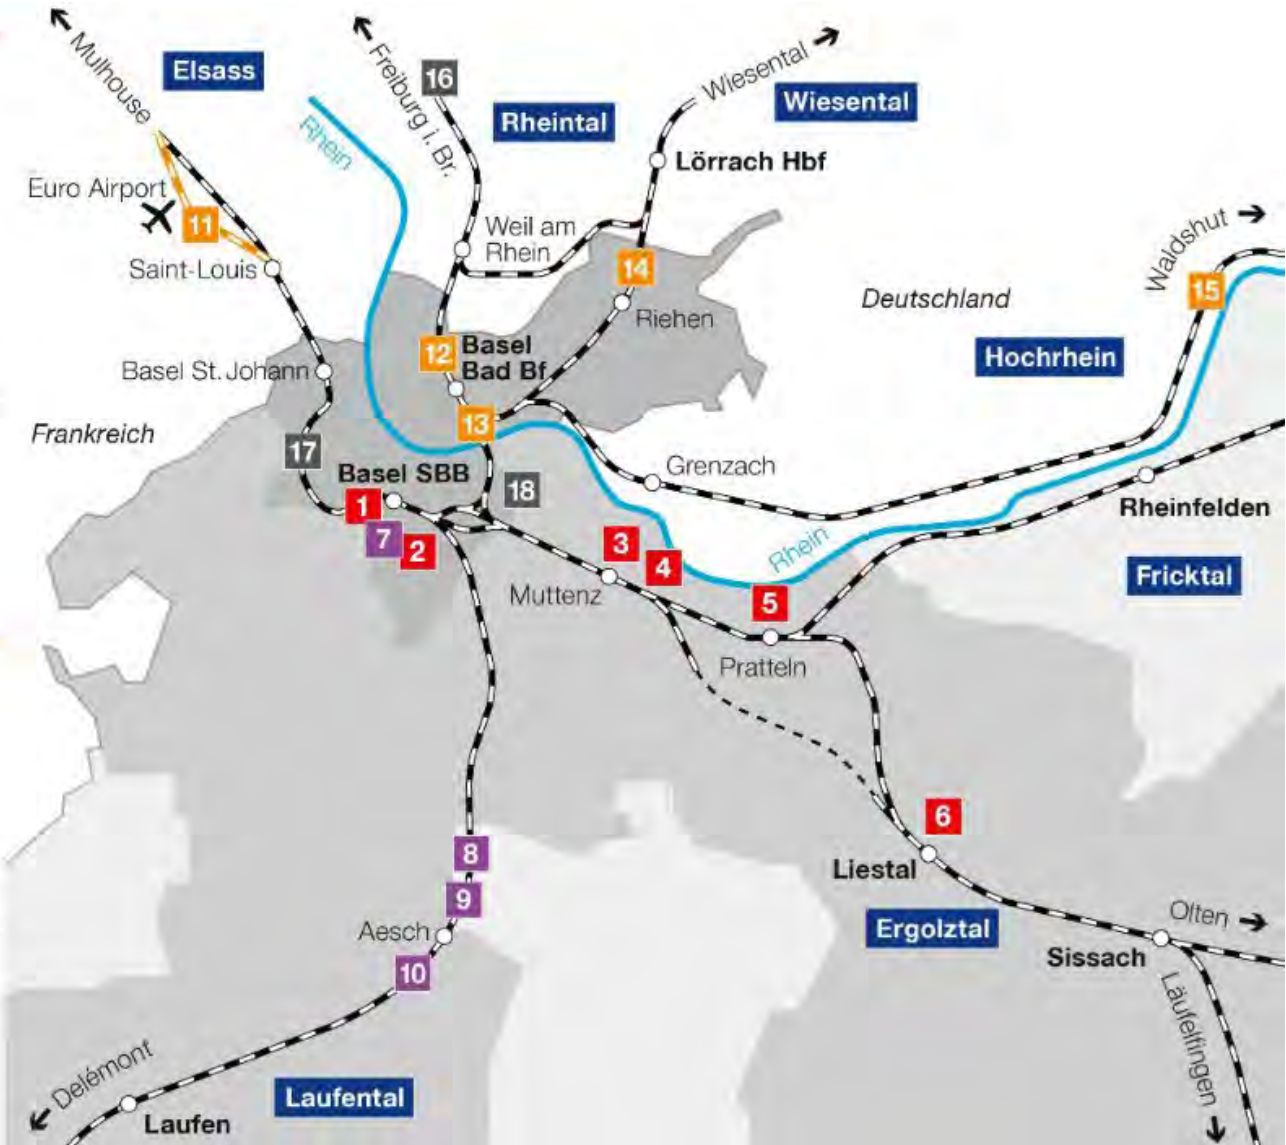 Mulhouse
Elsass
Freiburg i. Br.
16
Rheintal
Wiesental
Wiesental
Rhein
Lörrach Hbf
Euro Airport
11
Weil am
Rhein
Waldshut
Saint-Louis
14
15
Deutschland
Riehen
12
Basel
Bad Bf
Hochrhein
Basel St. Johann
13
Frankreich
17
Basel SBB
Grenzach
18
1
Rheinfelden
7
2
3
4
Rhein
Muttenz
5
Fricktal
Pratteln
6
8
Liestal
9
Aesch
Ergolztal
Olten
10
Sissach
Läufelfingen
Delémont
Laufental
Laufen